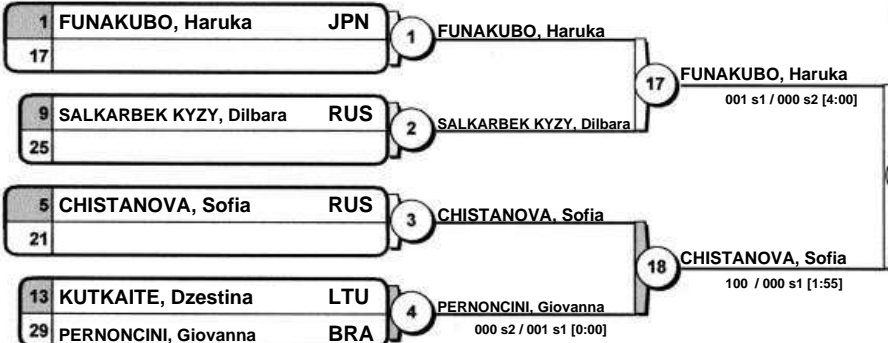 1 FUNAKUBO, Haruka JPN
17
1
FUNAKUBO, Haruka
9 SALKARBEK KYZY, Dilbara RUS
25
2
SALKARBEK KYZY, Dilbara
17
FUNAKUBO, Haruka
001 s1 / 000 s2 [4:00]
5 CHISTANOVA, Sofia RUS
21
3
CHISTANOVA, Sofia
13 KUTKAITE, Dzestina LTU
29 PERNONCINI, Giovanna BRA
4
PERNONCINI, Giovanna
000 s2 / 001 s1 [0:00]
18
CHISTANOVA, Sofia
100 / 000 s1 [1:55]